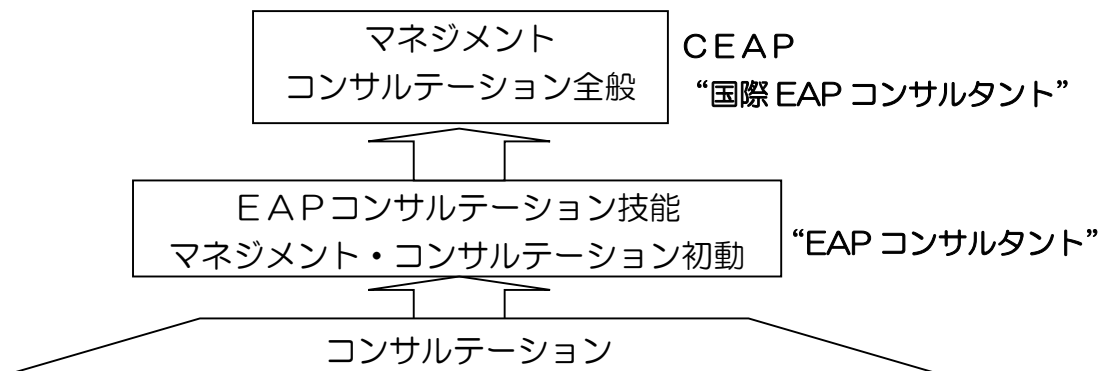 マネジメント
コンサルテーション全般
ＣＥＡＰ
“国際 EAP コンサルタント”
ＥＡＰコンサルテーション技能
マネジメント・コンサルテーション初動
“EAP コンサルタント”
コンサルテーション